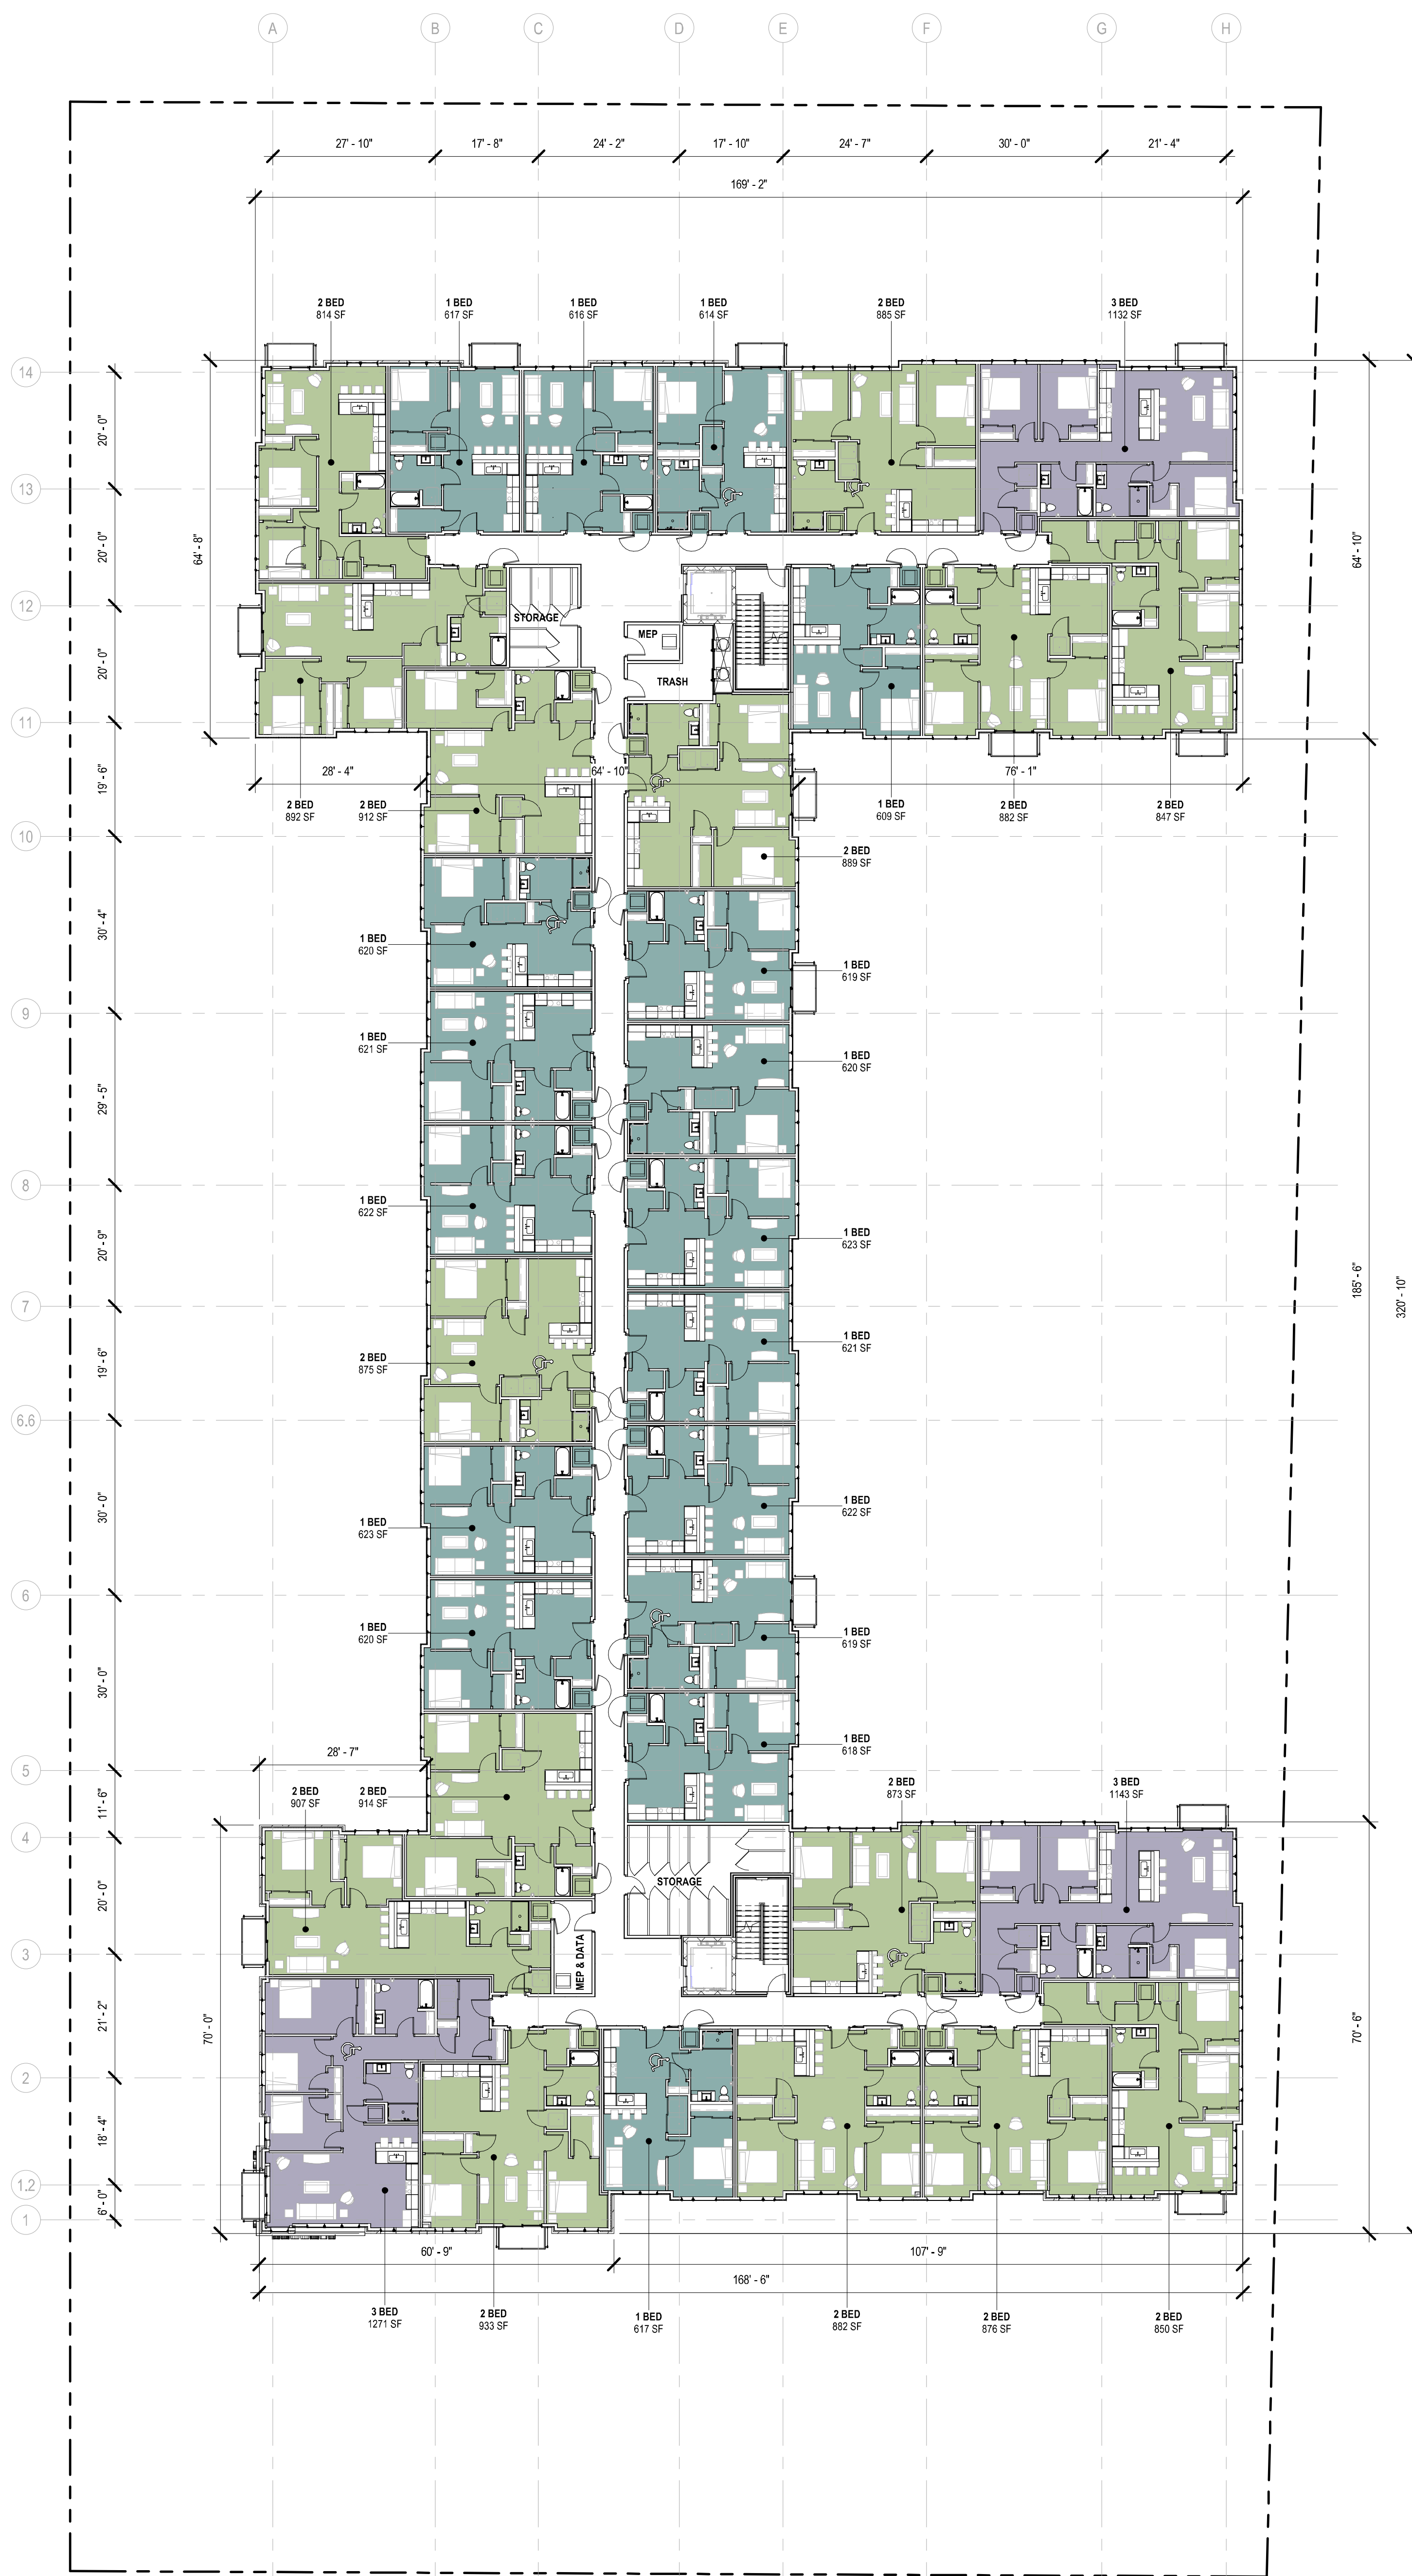 A
B
C
D
E
F
G
H
27' - 10"
17' - 8"
24' - 2"
17' - 10"
24' - 7"
30' - 0"
21' - 4"
169' - 2"
2 BED
814 SF
1 BED
617 SF
1 BED
616 SF
1 BED
614 SF
2 BED
885 SF
3 BED
1132 SF
14
20' - 0"
13
64' - 8"
20' - 0"
64' - 10"
12
STORAGE
MEP
TRASH
20' - 0"
11
19' - 6"
28' - 4"
64' - 10"
76' - 1"
2 BED
892 SF
2 BED
912 SF
1 BED
609 SF
2 BED
882 SF
2 BED
847 SF
10
2 BED
889 SF
30' - 4"
1 BED
620 SF
1 BED
619 SF
9
1 BED
621 SF
1 BED
620 SF
29' - 5"
8
1 BED
622 SF
1 BED
623 SF
20' - 9"
185' - 6"
320' - 10"
7
1 BED
621 SF
2 BED
875 SF
19' - 6"
6.6
30' - 0"
1 BED
622 SF
1 BED
623 SF
6
1 BED
620 SF
1 BED
619 SF
30' - 0"
28' - 7"
1 BED
618 SF
5
2 BED
907 SF
2 BED
914 SF
2 BED
873 SF
3 BED
1143 SF
11' - 6"
4
STORAGE
20' - 0"
3
MEP & DATA
21' - 2"
70' - 0"
70' - 6"
2
18' - 4"
1.2
6' - 0"
1
60' - 9"
107' - 9"
168' - 6"
3 BED
1271 SF
2 BED
933 SF
1 BED
617 SF
2 BED
882 SF
2 BED
876 SF
2 BED
850 SF